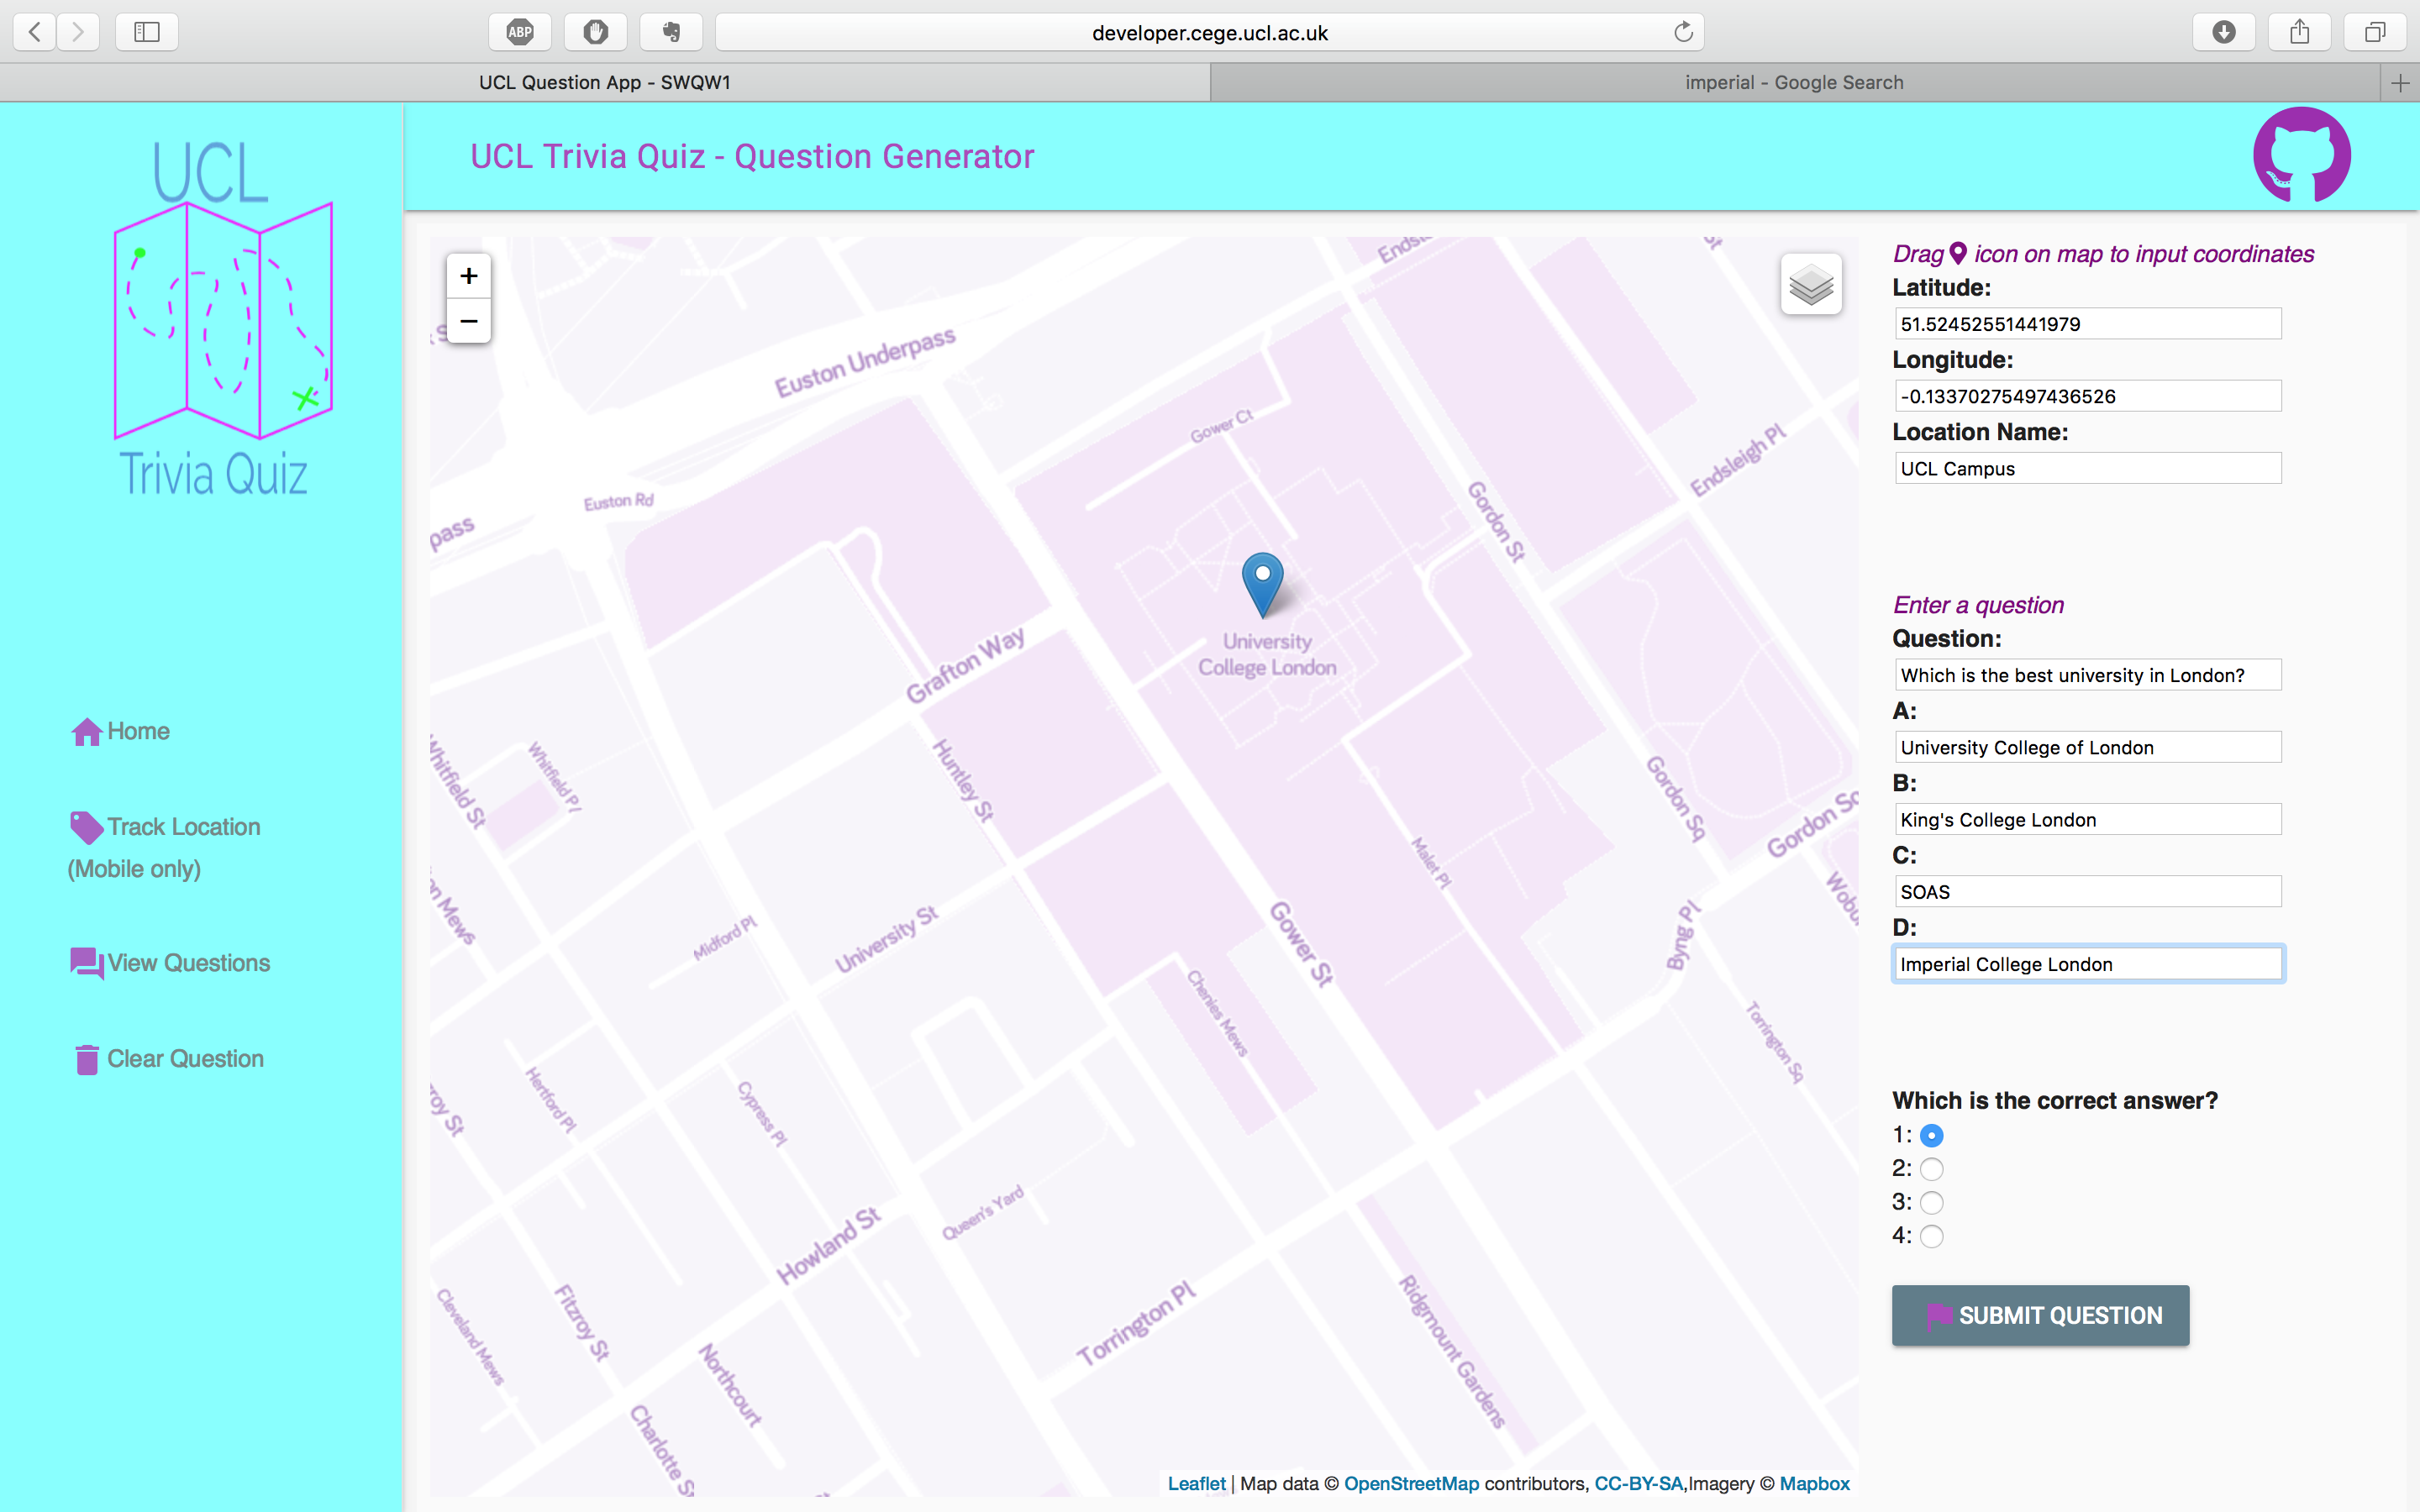 ABP
developer.cege.ucl.ac.uk
UCL Question App - SWQW1
imperial - Google Search
UCL
Trivia Quiz
Home
Track Location
(Mobile only)
View Questions
Clear Question
UCL Trivia Quiz - Question Generator
+
−
Euston Underpass
Endsleigh Pl
Gower Ct
Euston Rd
pass
Gordon St
University
College London
Grafton Way
Huntley St
Whitfield St
Whitfield Pl
Gordon Sq
Gordon Sq
Malet Pl
Gower St
University St
Midford Pl
Byng Pl
Chenies Mews
Torrington Sq
Hertford Pl
Cypress Pl
Queen's Yard
Howland St
Fitzroy St
Cleveland Mews
Northcourt
Charlotte S
Torrington Pl
Ridgmount Gardens
Leaflet | Map data © OpenStreetMap contributors, CC-BY-SA,Imagery © Mapbox
Drag icon on map to input coordinates
Latitude:
51.52452551441979
Longitude:
-0.13370275497436526
Location Name:
UCL Campus
Enter a question
Question:
Which is the best university in London?
A:
University College of London
B:
King's College London
C:
SOAS
D:
Imperial College London
Which is the correct answer?
1:
2:
3:
4:
SUBMIT QUESTION